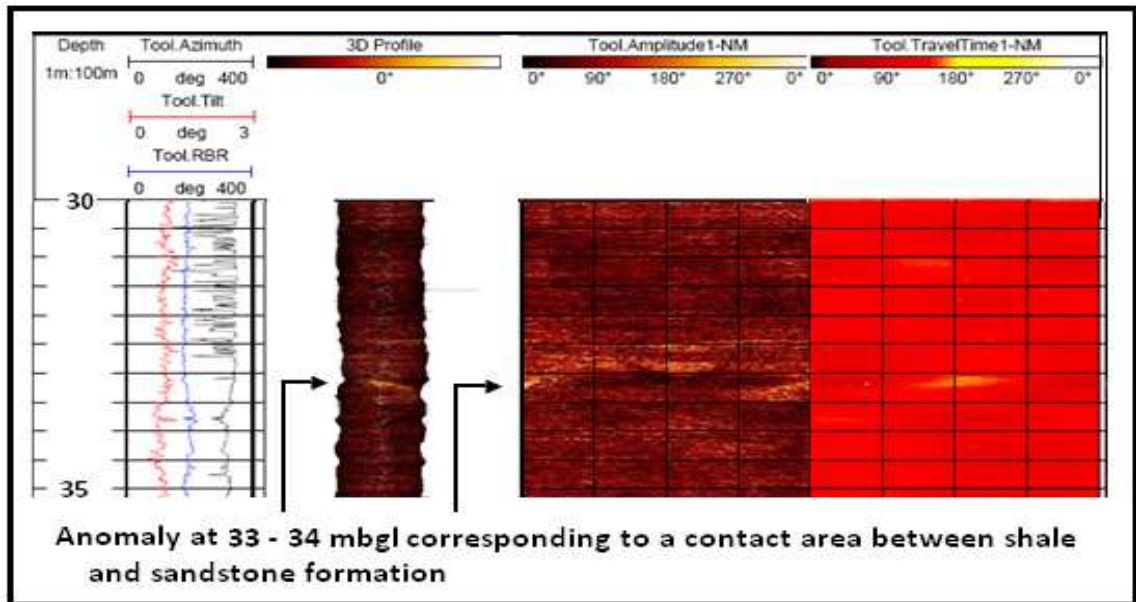 Depth Tool.Azimuth 3D Profile Tool.Amplitude1-NM Tool.TravelTime1-NM
1m:100m 0 deg 400 0° 0° 90° 180° 270° 0° 0° 90° 180° 270° 0°
Tool.Tilt
0 deg 3
Tool.RBR
0 deg 400
30
35
Anomaly at 33 - 34 mbgl corresponding to a contact area between shale
and sandstone formation